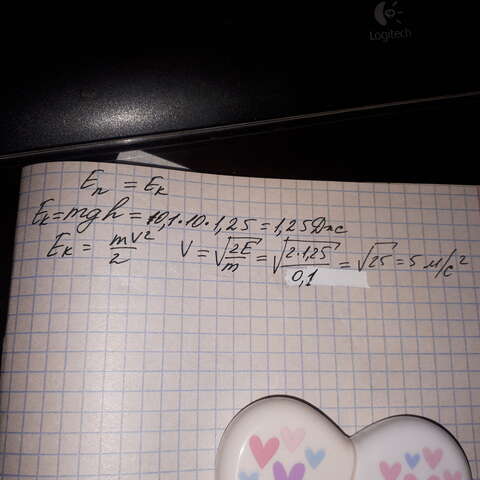 Logitech
Eп = Eк
Eк = mgh = 0,1·10·1,25 = 1,25Дж
Eк = mv²/2 V = √2E/m = √2·1,25/0,1 = √25 = 5 м/с²